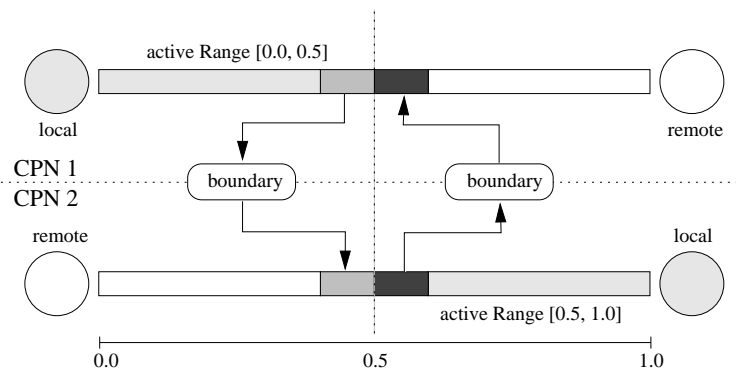 active Range [0.0, 0.5]
local
remote
CPN 1
boundary
boundary
CPN 2
remote
local
active Range [0.5, 1.0]
0.0
0.5
1.0